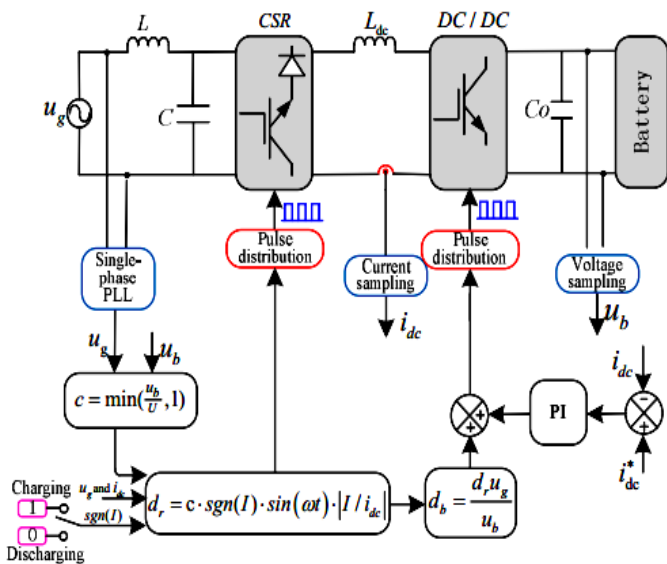 L
CSR
L_dc
DC / DC
u_g
C
Co
Battery
Pulse
distribution
Pulse
distribution
Single-
phase
PLL
Current
sampling
Voltage
sampling
u_g
u_b
i_dc
u_b
i_dc
c = min(u_b/U, 1)
PI
i*_dc
Charging
1
u_g and i_dc
sgn(I)
0
Discharging
d_r = c · sgn(I) · sin(ωt) · |I / i_dc|
d_b = d_r u_g / u_b
+
+
−
+